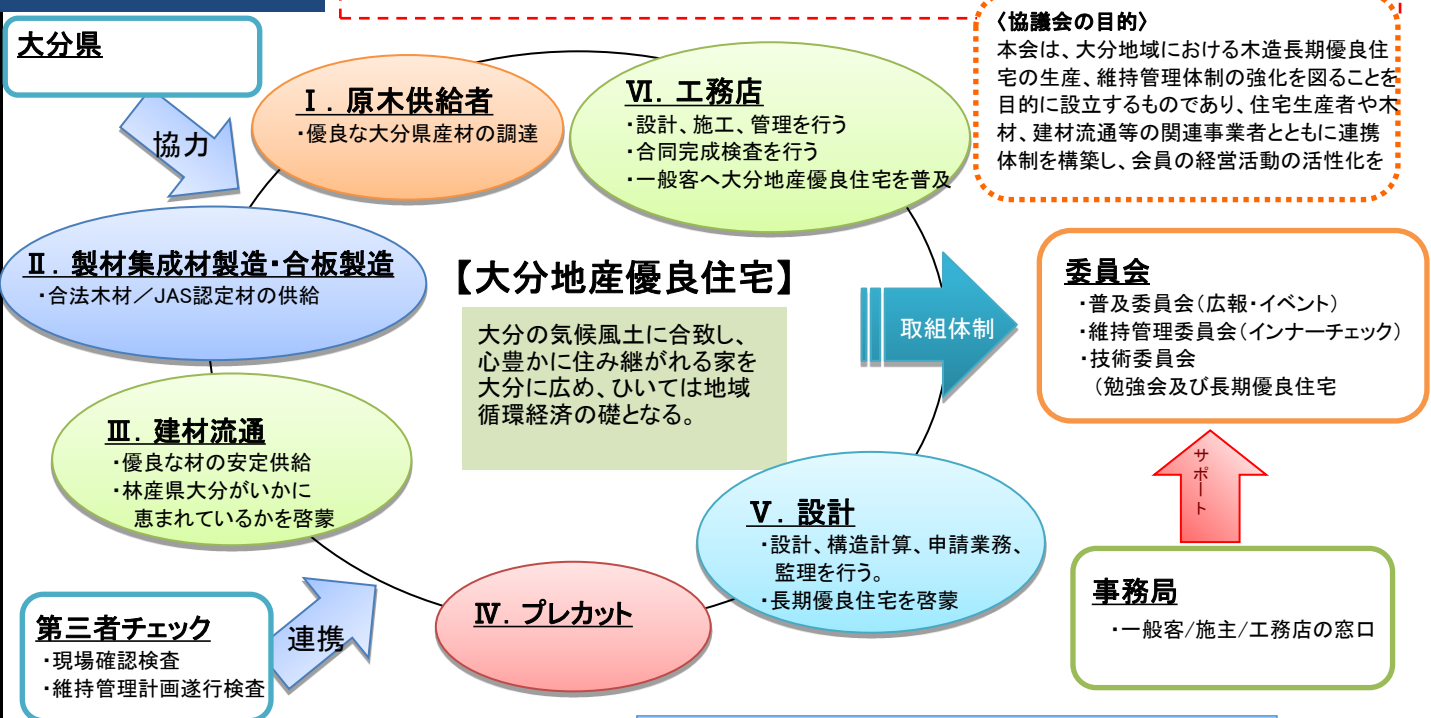 大分県
協力
Ⅰ．原木供給者
・優良な大分県産材の調達
Ⅵ．工務店
・設計、施工、管理を行う
・合同完成検査を行う
・一般客へ大分地産優良住宅を普及
〈協議会の目的〉
本会は、大分地域における木造長期優良住
宅の生産、維持管理体制の強化を図ることを
目的に設立するものであり、住宅生産者や木
材、建材流通等の関連事業者とともに連携
体制を構築し、会員の経営活動の活性化を
Ⅱ．製材集成材製造・合板製造
・合法木材／JAS認定材の供給
【大分地産優良住宅】
大分の気候風土に合致し、
心豊かに住み継がれる家を
大分に広め、ひいては地域
循環経済の礎となる。
取組体制
委員会
・普及委員会（広報・イベント）
・維持管理委員会（インナーチェック）
・技術委員会
（勉強会及び長期優良住宅
Ⅲ．建材流通
・優良な材の安定供給
・林産県大分がいかに
恵まれているかを啓蒙
サポート
Ⅴ．設計
・設計、構造計算、申請業務、
監理を行う。
・長期優良住宅を啓蒙
Ⅳ．プレカット
事務局
・一般客/施主/工務店の窓口
第三者チェック
・現場確認検査
・維持管理計画遂行検査
連携